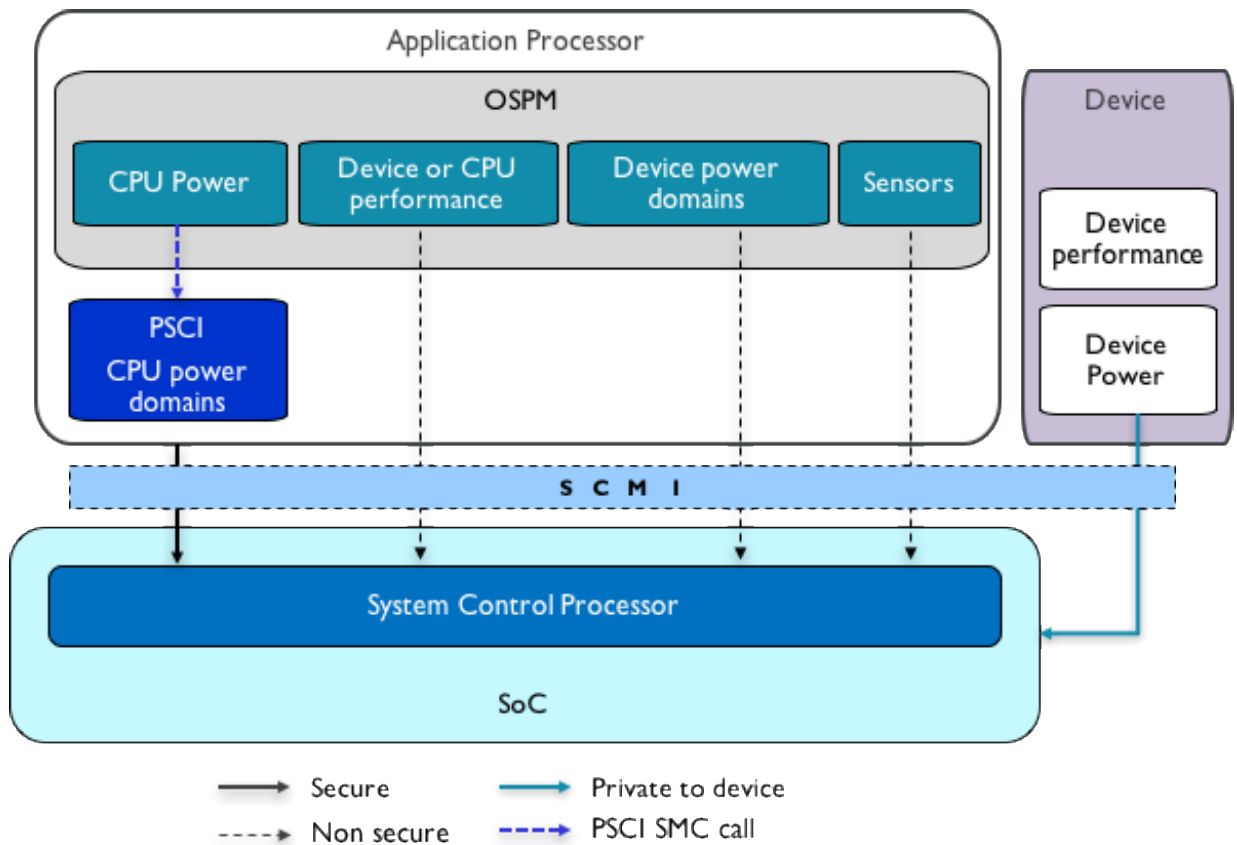 Application Processor
OSPM
CPU Power
Device or CPU
performance
Device power
domains
Sensors
PSCI
CPU power
domains
Device
Device
performance
Device
Power
S C M I
System Control Processor
SoC
Secure
Private to device
Non secure
PSCI SMC call